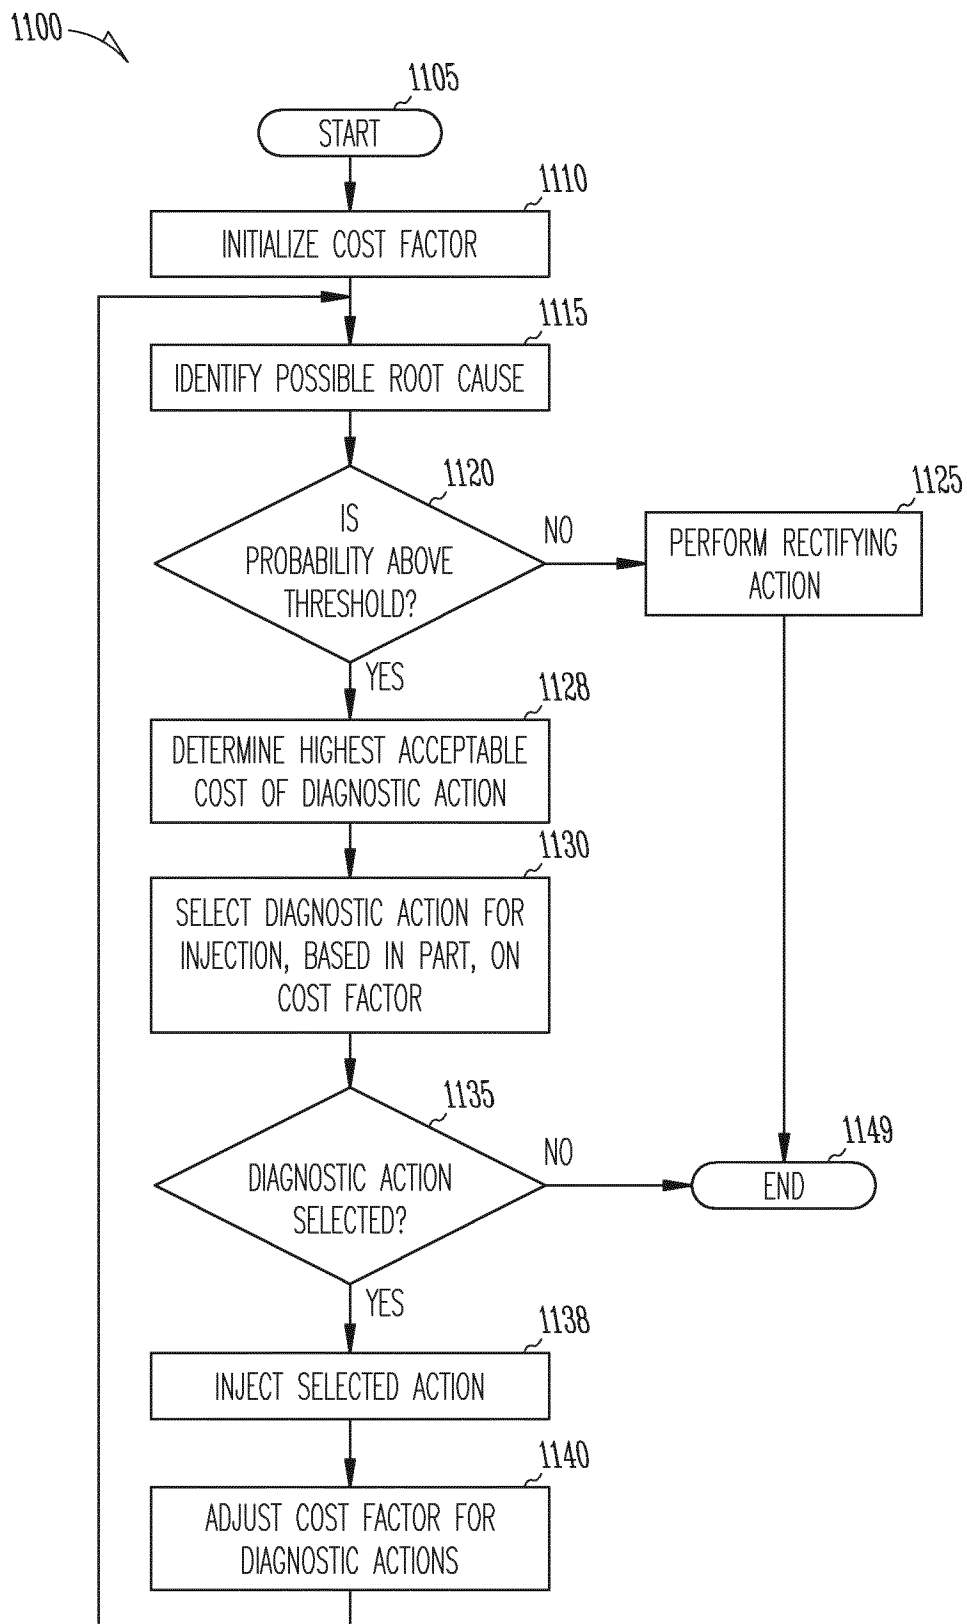 1100
1105
START
1110
INITIALIZE COST FACTOR
1115
IDENTIFY POSSIBLE ROOT CAUSE
1120
IS
PROBABILITY ABOVE
THRESHOLD?
NO
1125
PERFORM RECTIFYING
ACTION
YES
1128
DETERMINE HIGHEST ACCEPTABLE
COST OF DIAGNOSTIC ACTION
1130
SELECT DIAGNOSTIC ACTION FOR
INJECTION, BASED IN PART, ON
COST FACTOR
1135
DIAGNOSTIC ACTION
SELECTED?
NO
1149
END
YES
1138
INJECT SELECTED ACTION
1140
ADJUST COST FACTOR FOR
DIAGNOSTIC ACTIONS